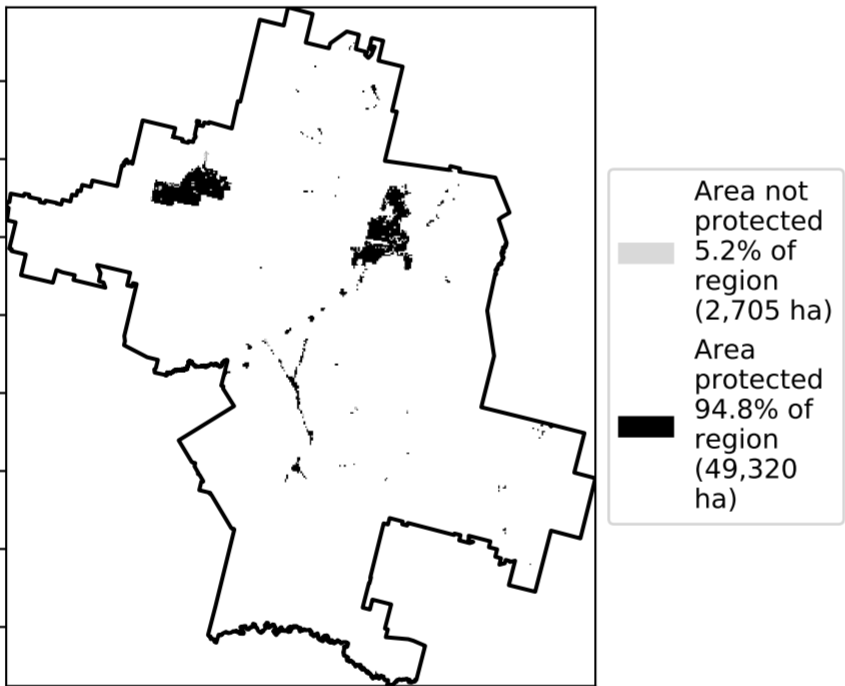 Area not
protected
5.2% of
region
(2,705 ha)
Area
protected
94.8% of
region
(49,320
ha)